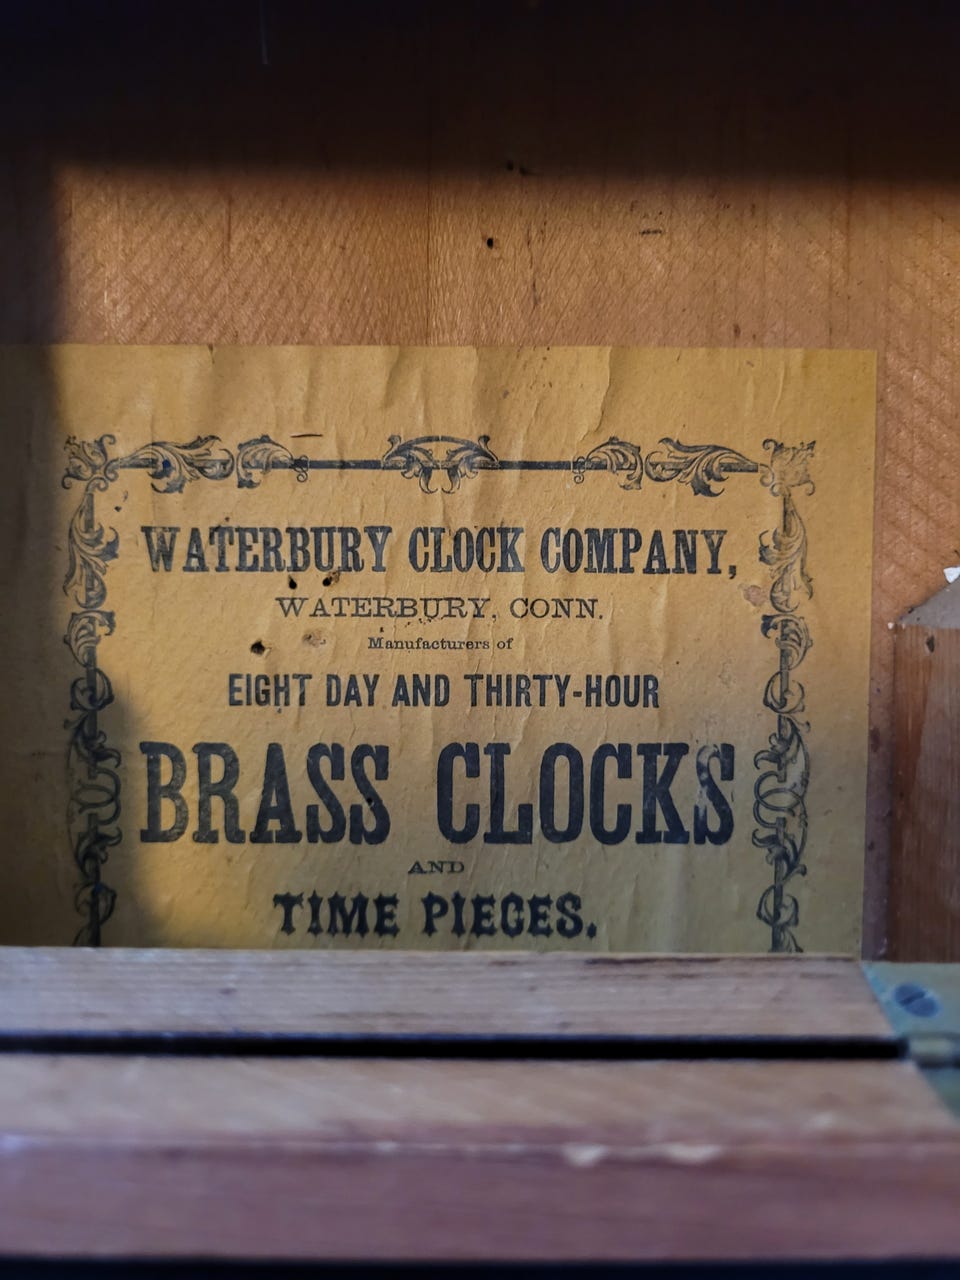 WATERBURY CLOCK COMPANY,
WATERBURY, CONN.
Manufacturers of
EIGHT DAY AND THIRTY-HOUR
BRASS CLOCKS
AND
TIME PIECES.